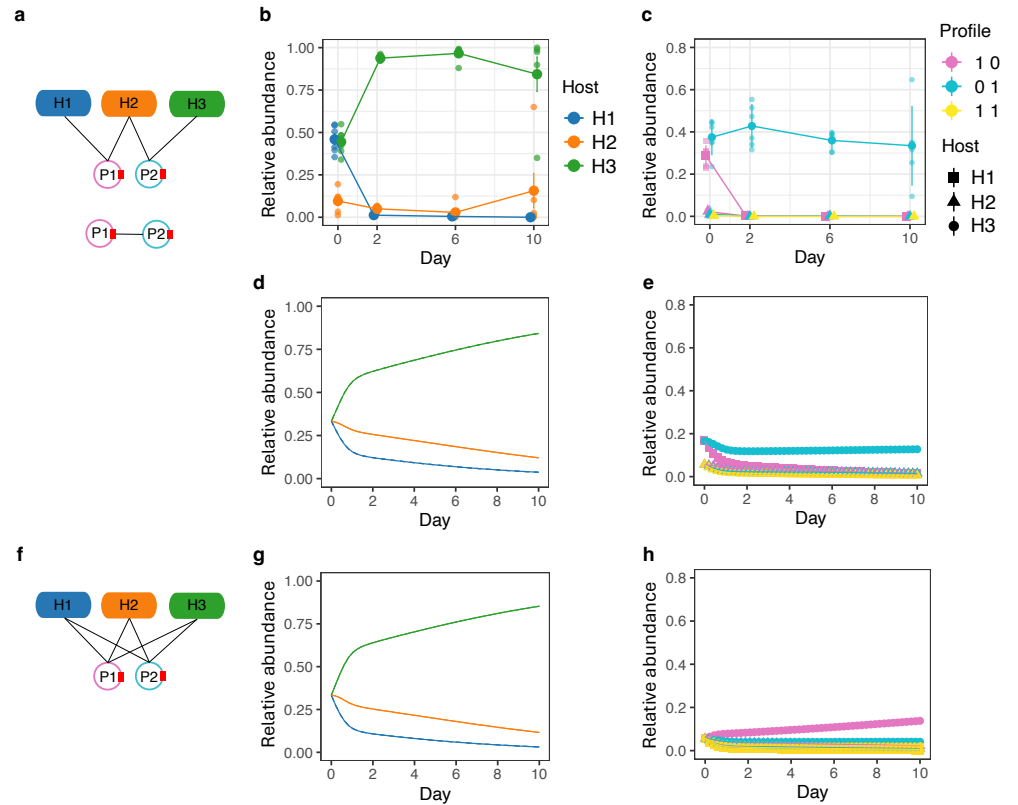 a
H1 H2 H3
P1 P2
P1 P2
b
Relative abundance
1.00
0.75
0.50
0.25
0.00
0 2 6 10
Day
Host
H1
H2
H3
c
Relative abundance
0.8
0.6
0.4
0.2
0.0
0 2 6 10
Day
Profile
1 0
0 1
1 1
Host
H1
H2
H3
d
Relative abundance
1.00
0.75
0.50
0.25
0.00
0 2 4 6 8 10
Day
e
Relative abundance
0.8
0.6
0.4
0.2
0.0
0 2 4 6 8 10
Day
f
H1 H2 H3
P1 P2
g
Relative abundance
1.00
0.75
0.50
0.25
0.00
8 2 4 6 8 10
Day
h
Relative abundance
0.8
0.6
0.4
0.2
0.0
0 2 4 6 8 10
Day